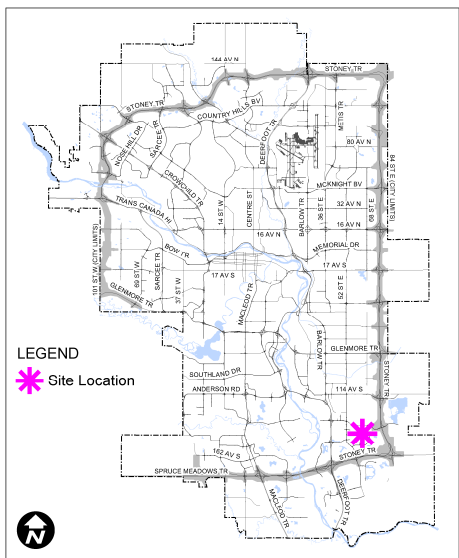 144 AV N
STONEY TR
STONEY TR
COUNTRY HILLS BV
METIS TR
NOSE HILL DR
SARCEE TR
DEERFOOT TR
80 AV N
84 ST E (CITY LIMITS)
CROWCHILD TR
MCKNIGHT BV
TRANS CANADA HI
14 ST W
CENTRE ST
BARLOW TR
36 ST E
32 AV N
68 ST E
16 AV N
16 AV N
101 ST W (CITY LIMITS)
BOW TR
MEMORIAL DR
69 ST W
SARCEE TR
37 ST W
17 AV S
17 AV S
52 ST E
GLENMORE TR
MACLEOD TR
BARLOW TR
GLENMORE TR
STONEY TR
LEGEND
Site Location
SOUTHLAND DR
ANDERSON RD
114 AV S
162 AV S
STONEY TR
SPRUCE MEADOWS TR
MACLEOD TR
DEERFOOT TR
N